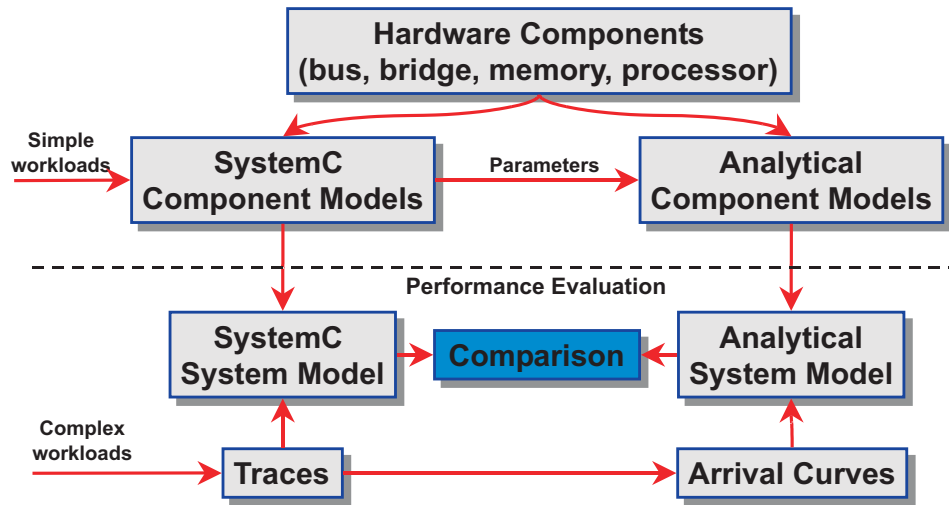 Hardware Components
(bus, bridge, memory, processor)
Simple
workloads
SystemC
Component Models
Parameters
Analytical
Component Models
Performance Evaluation
SystemC
System Model
Comparison
Analytical
System Model
Complex
workloads
Traces
Arrival Curves